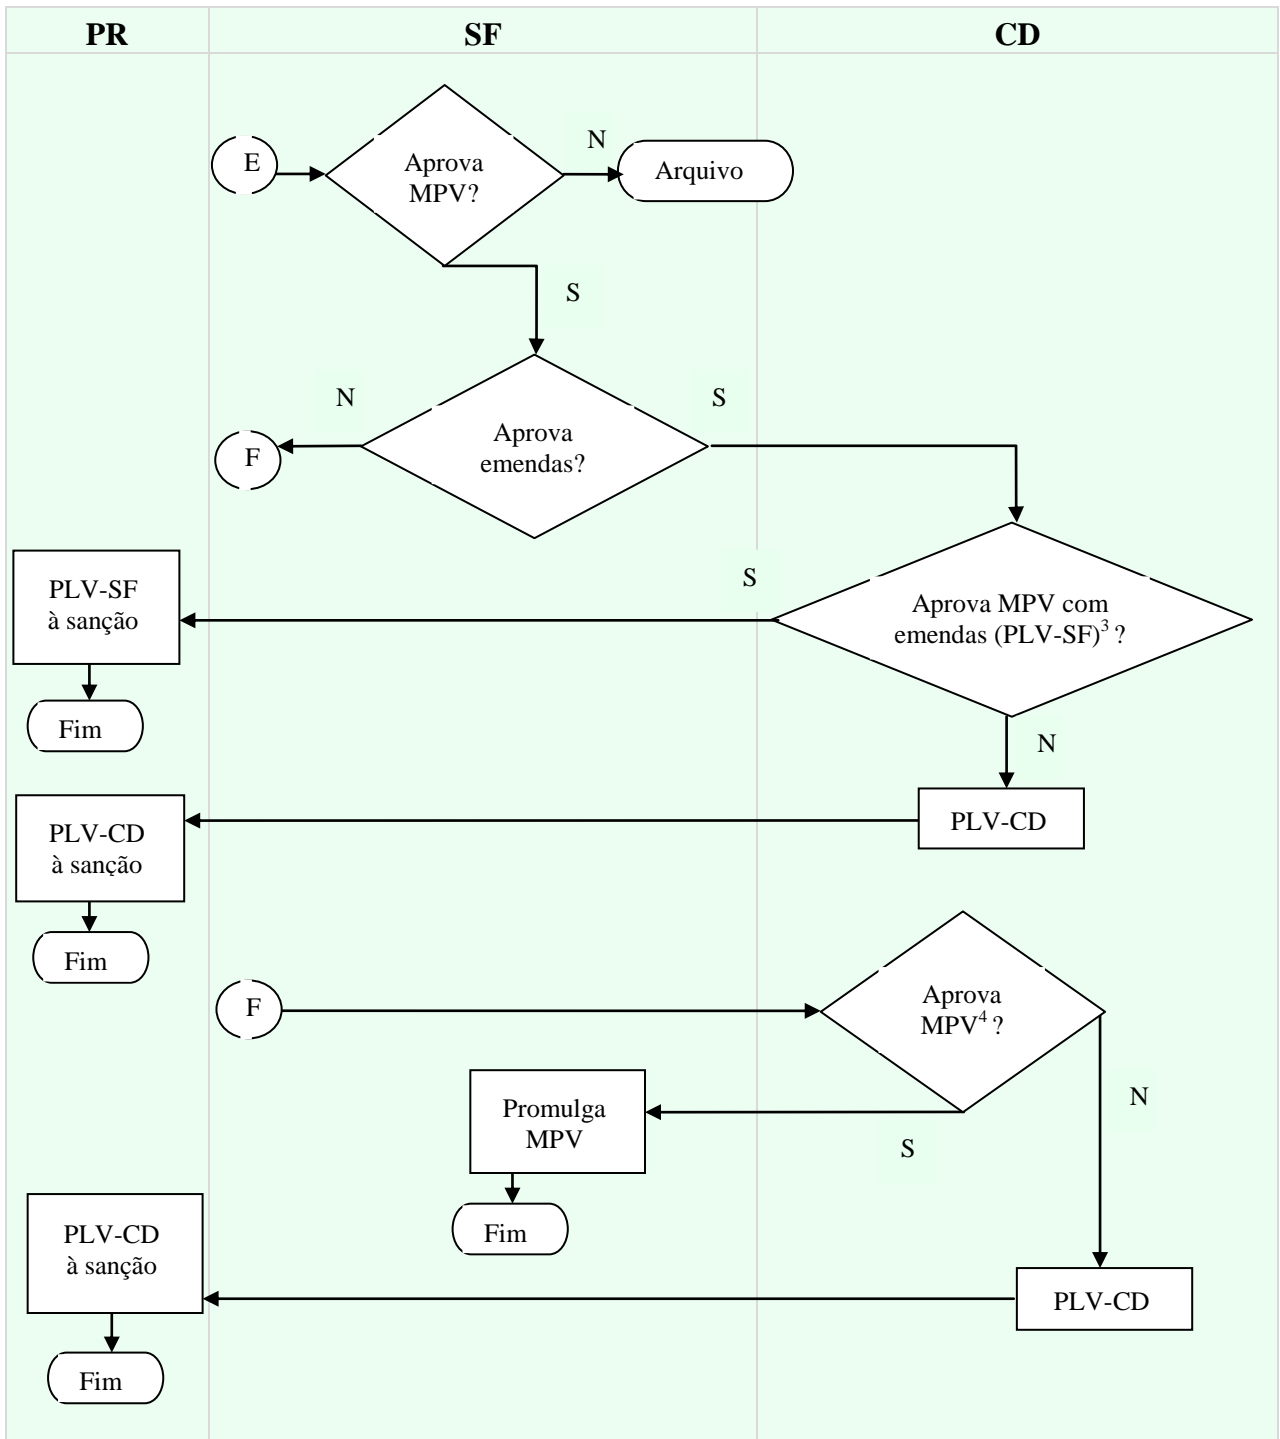 PR
SF
CD
E
Aprova
MPV?
N
Arquivo
S
N
S
F
Aprova
emendas?
S
PLV-SF
à sanção
Aprova MPV com
emendas (PLV-SF)³ ?
Fim
N
PLV-CD
à sanção
PLV-CD
Fim
F
Aprova
MPV⁴ ?
N
Promulga
MPV
S
Fim
PLV-CD
à sanção
PLV-CD
Fim